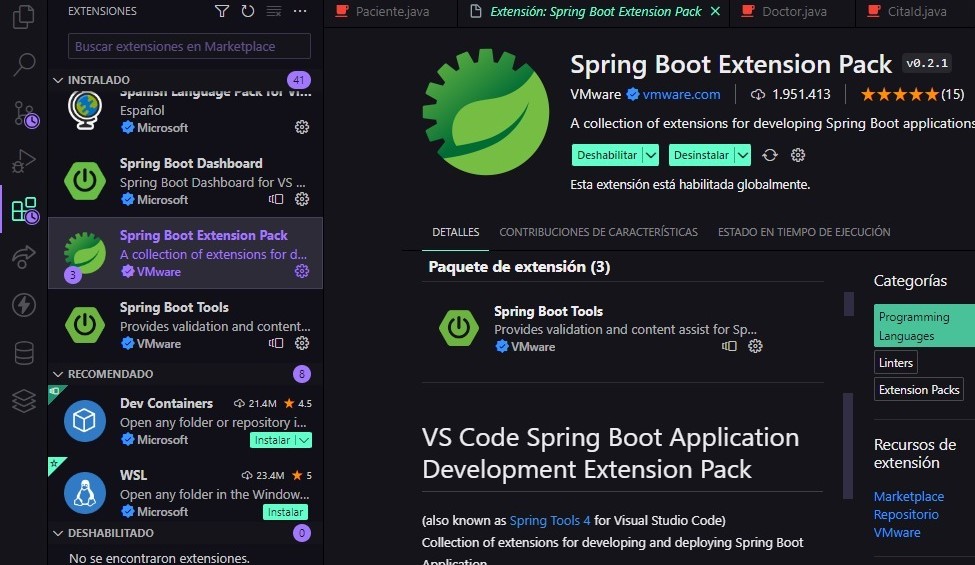 EXTENSIONES
Buscar extensiones en Marketplace
INSTALADO 41
Spanish Language Pack for Vi...
Español
Microsoft
Spring Boot Dashboard
Spring Boot Dashboard for VS ...
Microsoft
Spring Boot Extension Pack
A collection of extensions for d...
3
VMware
Spring Boot Tools
Provides validation and content...
VMware
RECOMENDADO 8
Dev Containers 21.4M 4.5
Open any folder or repository i...
Microsoft Instalar
WSL 23.4M 5
Open any folder in the Window...
Microsoft Instalar
DESHABILITADO 0
No se encontraron extensiones.
Paciente.java Extensión: Spring Boot Extension Pack Doctor.java CitaId.java
Spring Boot Extension Pack v0.2.1
VMware vmware.com 1.951.413 (15)
A collection of extensions for developing Spring Boot applications
Deshabilitar Desinstalar
Esta extensión está habilitada globalmente.
DETALLES CONTRIBUCIONES DE CARACTERÍSTICAS ESTADO EN TIEMPO DE EJECUCIÓN
Paquete de extensión (3)
Spring Boot Tools
Provides validation and content assist for Sp...
VMware
VS Code Spring Boot Application
Development Extension Pack
(also known as Spring Tools 4 for Visual Studio Code)
Collection of extensions for developing and deploying Spring Boot
Application
Categorías
Programming
Languages
Linters
Extension Packs
Recursos de
extensión
Marketplace
Repositorio
VMware